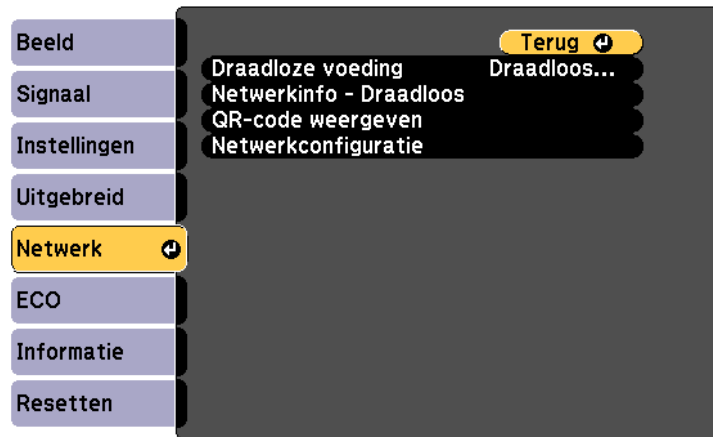 Beeld
Signaal
Instellingen
Uitgebreid
Netwerk
ECO
Informatie
Resetten
Terug
Draadloze voeding Draadloos...
Netwerkinfo - Draadloos
QR-code weergeven
Netwerkconfiguratie